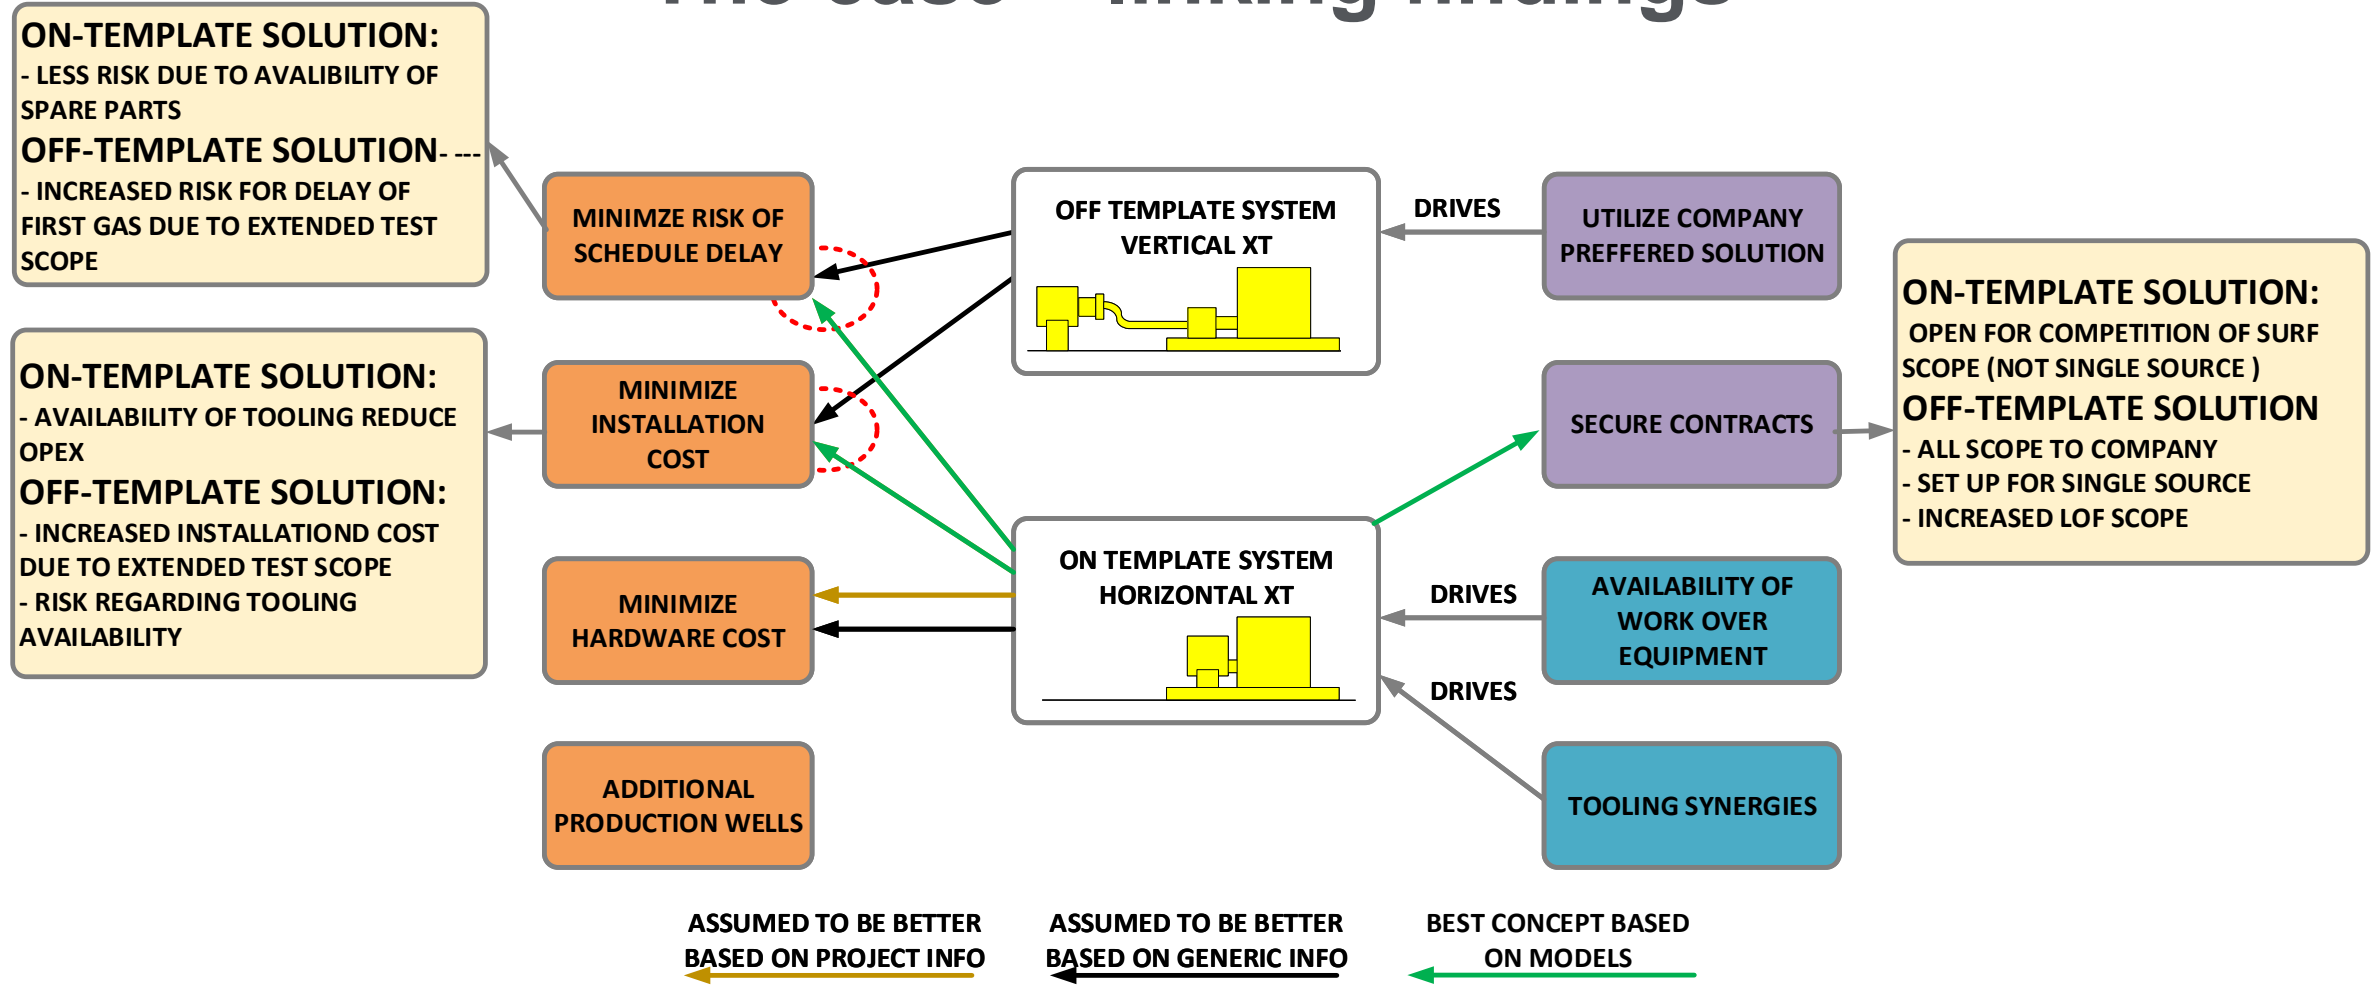 The case – linking findings
ON-TEMPLATE SOLUTION:
- LESS RISK DUE TO AVALIBILITY OF
SPARE PARTS
OFF-TEMPLATE SOLUTION- ---
- INCREASED RISK FOR DELAY OF
FIRST GAS DUE TO EXTENDED TEST
SCOPE
ON-TEMPLATE SOLUTION:
- AVAILABILITY OF TOOLING REDUCE
OPEX
OFF-TEMPLATE SOLUTION:
- INCREASED INSTALLATIOND COST
DUE TO EXTENDED TEST SCOPE
- RISK REGARDING TOOLING
AVAILABILITY
MINIMZE RISK OF
SCHEDULE DELAY
MINIMIZE
INSTALLATION
COST
MINIMIZE
HARDWARE COST
ADDITIONAL
PRODUCTION WELLS
OFF TEMPLATE SYSTEM
VERTICAL XT
ON TEMPLATE SYSTEM
HORIZONTAL XT
DRIVES
DRIVES
DRIVES
UTILIZE COMPANY
PREFFERED SOLUTION
SECURE CONTRACTS
AVAILABILITY OF
WORK OVER
EQUIPMENT
TOOLING SYNERGIES
ON-TEMPLATE SOLUTION:
OPEN FOR COMPETITION OF SURF
SCOPE (NOT SINGLE SOURCE )
OFF-TEMPLATE SOLUTION
- ALL SCOPE TO COMPANY
- SET UP FOR SINGLE SOURCE
- INCREASED LOF SCOPE
ASSUMED TO BE BETTER
BASED ON PROJECT INFO
ASSUMED TO BE BETTER
BASED ON GENERIC INFO
BEST CONCEPT BASED
ON MODELS